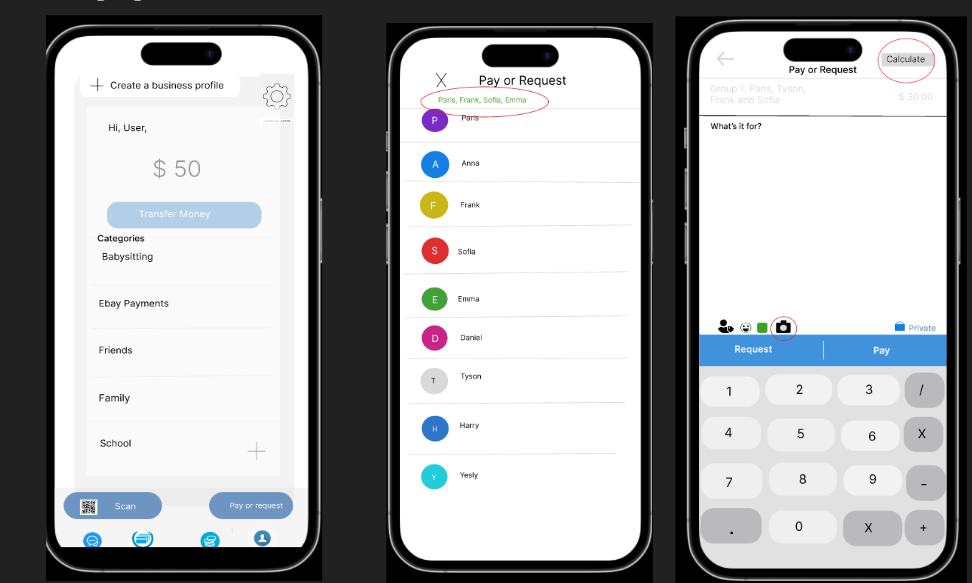 Create a business profile
Hi, User,
$ 50
Transfer Money
Categories
Babysitting
Ebay Payments
Friends
Family
School
Scan
Pay or request
X Pay or Request
Paris, Frank, Sofia, Emma
P Paris
A Anna
F Frank
S Sofia
E Emma
D Daniel
T Tyson
H Harry
Y Yesly
Calculate
Pay or Request
Group 1, Paris, Tyson,
Frank and Sofia
$ 30.00
What's it for?
Private
Request
Pay
1 2 3 /
4 5 6 X
7 8 9 -
. 0 X +